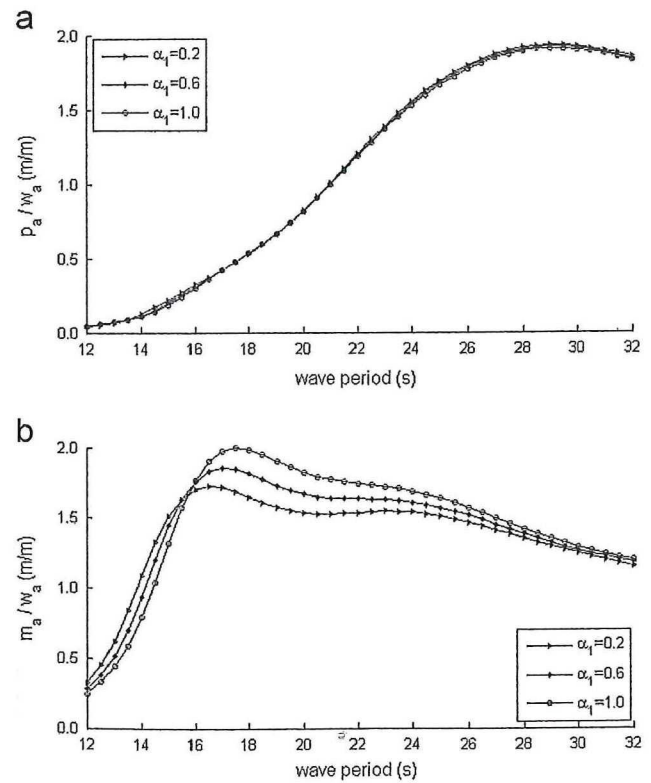 a
2.0
α1=0.2
α1=0.6
1.5
α1=1.0
pa / wa (m/m)
1.0
0.5
0.0
12 14 16 18 20 22 24 26 28 30 32
wave period (s)
b
2.0
1.5
ma / wa (m/m)
1.0
α1=0.2
0.5
α1=0.6
α1=1.0
0.0
12 14 16 18 20 22 24 26 28 30 32
wave period (s)